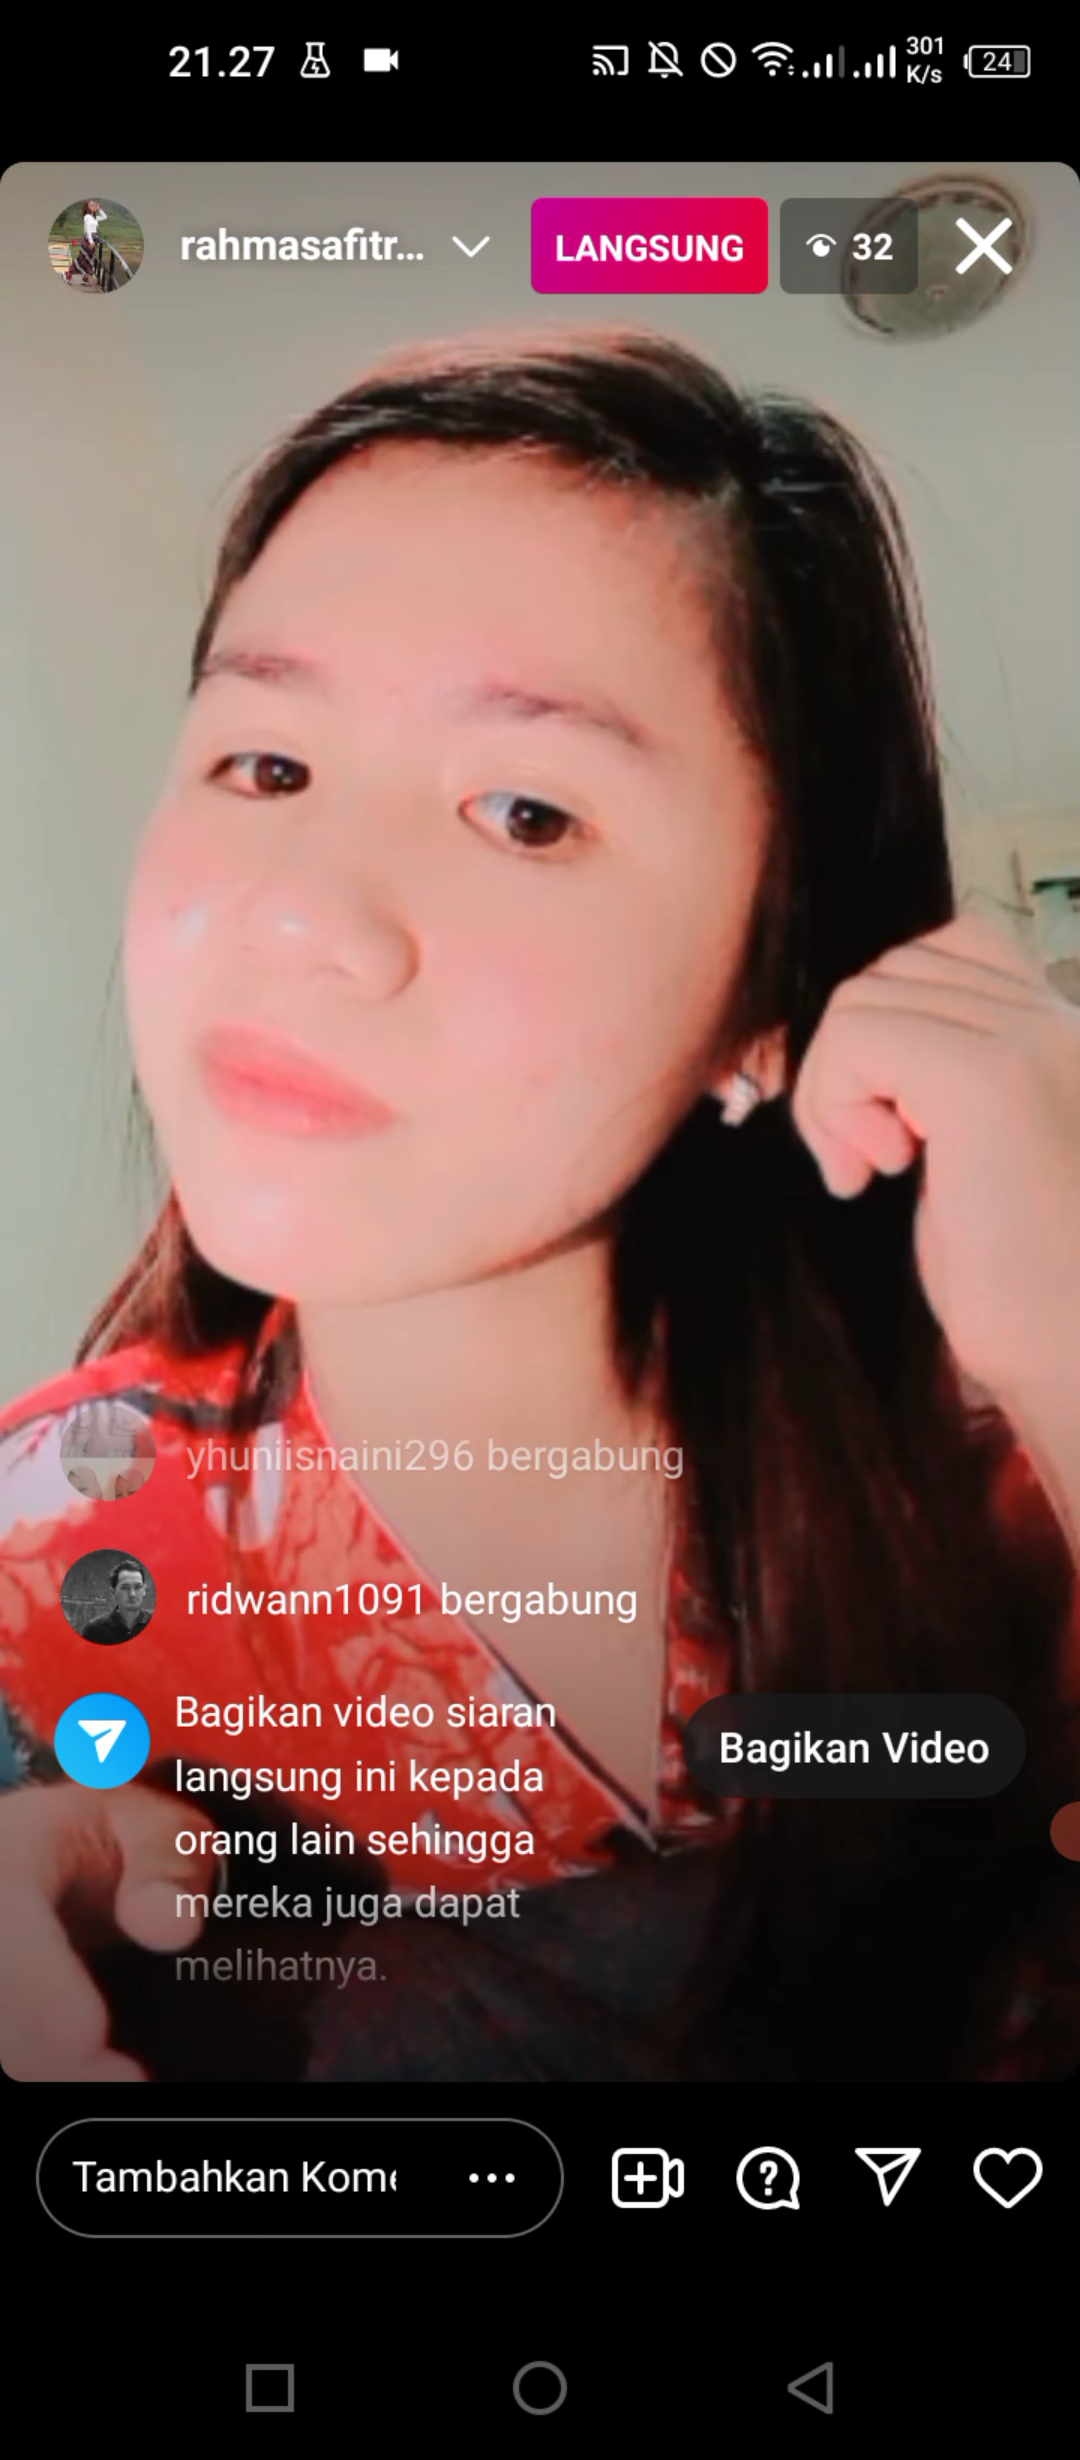 21.27
301
K/s
24
rahmasafitr...
LANGSUNG
32
yhuniisnaini296 bergabung
ridwann1091 bergabung
Bagikan video siaran
langsung ini kepada
orang lain sehingga
mereka juga dapat
melihatnya.
Bagikan Video
Tambahkan Kome